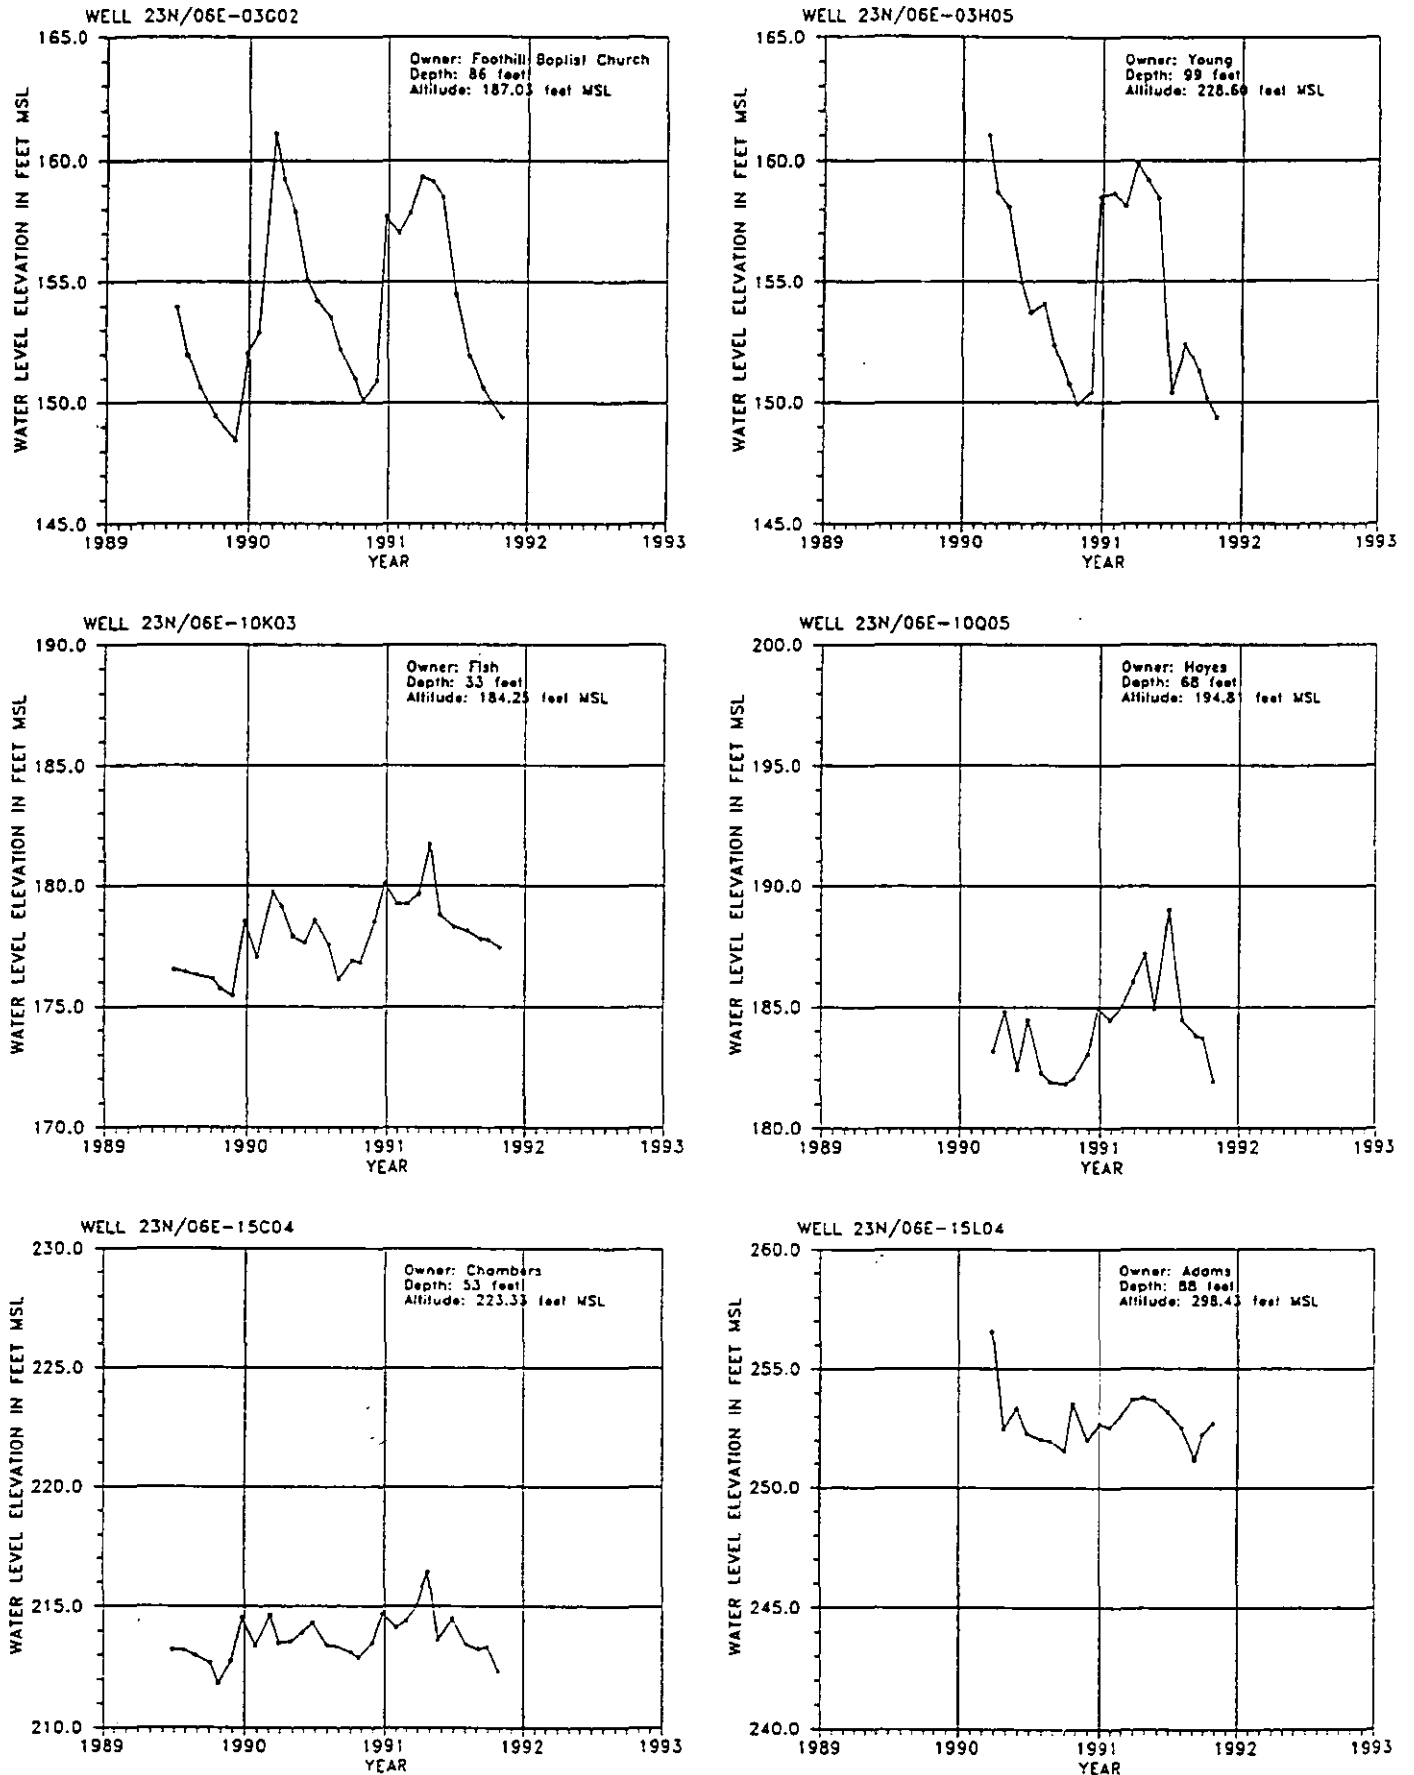 WELL 23N/06E-03G02
165.0
160.0
155.0
150.0
145.0
WATER LEVEL ELEVATION IN FEET MSL
Owner: Foothill Baptist Church
Depth: 86 feet
Altitude: 187.03 feet MSL
1989 1990 1991 1992 1993
YEAR
WELL 23N/06E-03H05
165.0
160.0
155.0
150.0
145.0
WATER LEVEL ELEVATION IN FEET MSL
Owner: Young
Depth: 99 feet
Altitude: 228.60 feet MSL
1989 1990 1991 1992 1993
YEAR
WELL 23N/06E-10K03
190.0
185.0
180.0
175.0
170.0
WATER LEVEL ELEVATION IN FEET MSL
Owner: Fish
Depth: 33 feet
Altitude: 184.25 feet MSL
1989 1990 1991 1992 1993
YEAR
WELL 23N/06E-10Q05
200.0
195.0
190.0
185.0
180.0
WATER LEVEL ELEVATION IN FEET MSL
Owner: Hayes
Depth: 68 feet
Altitude: 194.81 feet MSL
1989 1990 1991 1992 1993
YEAR
WELL 23N/06E-15C04
230.0
225.0
220.0
215.0
210.0
WATER LEVEL ELEVATION IN FEET MSL
Owner: Chambers
Depth: 53 feet
Altitude: 223.33 feet MSL
1989 1990 1991 1992 1993
YEAR
WELL 23N/06E-15L04
260.0
255.0
250.0
245.0
240.0
WATER LEVEL ELEVATION IN FEET MSL
Owner: Adams
Depth: 88 feet
Altitude: 298.43 feet MSL
1989 1990 1991 1992 1993
YEAR